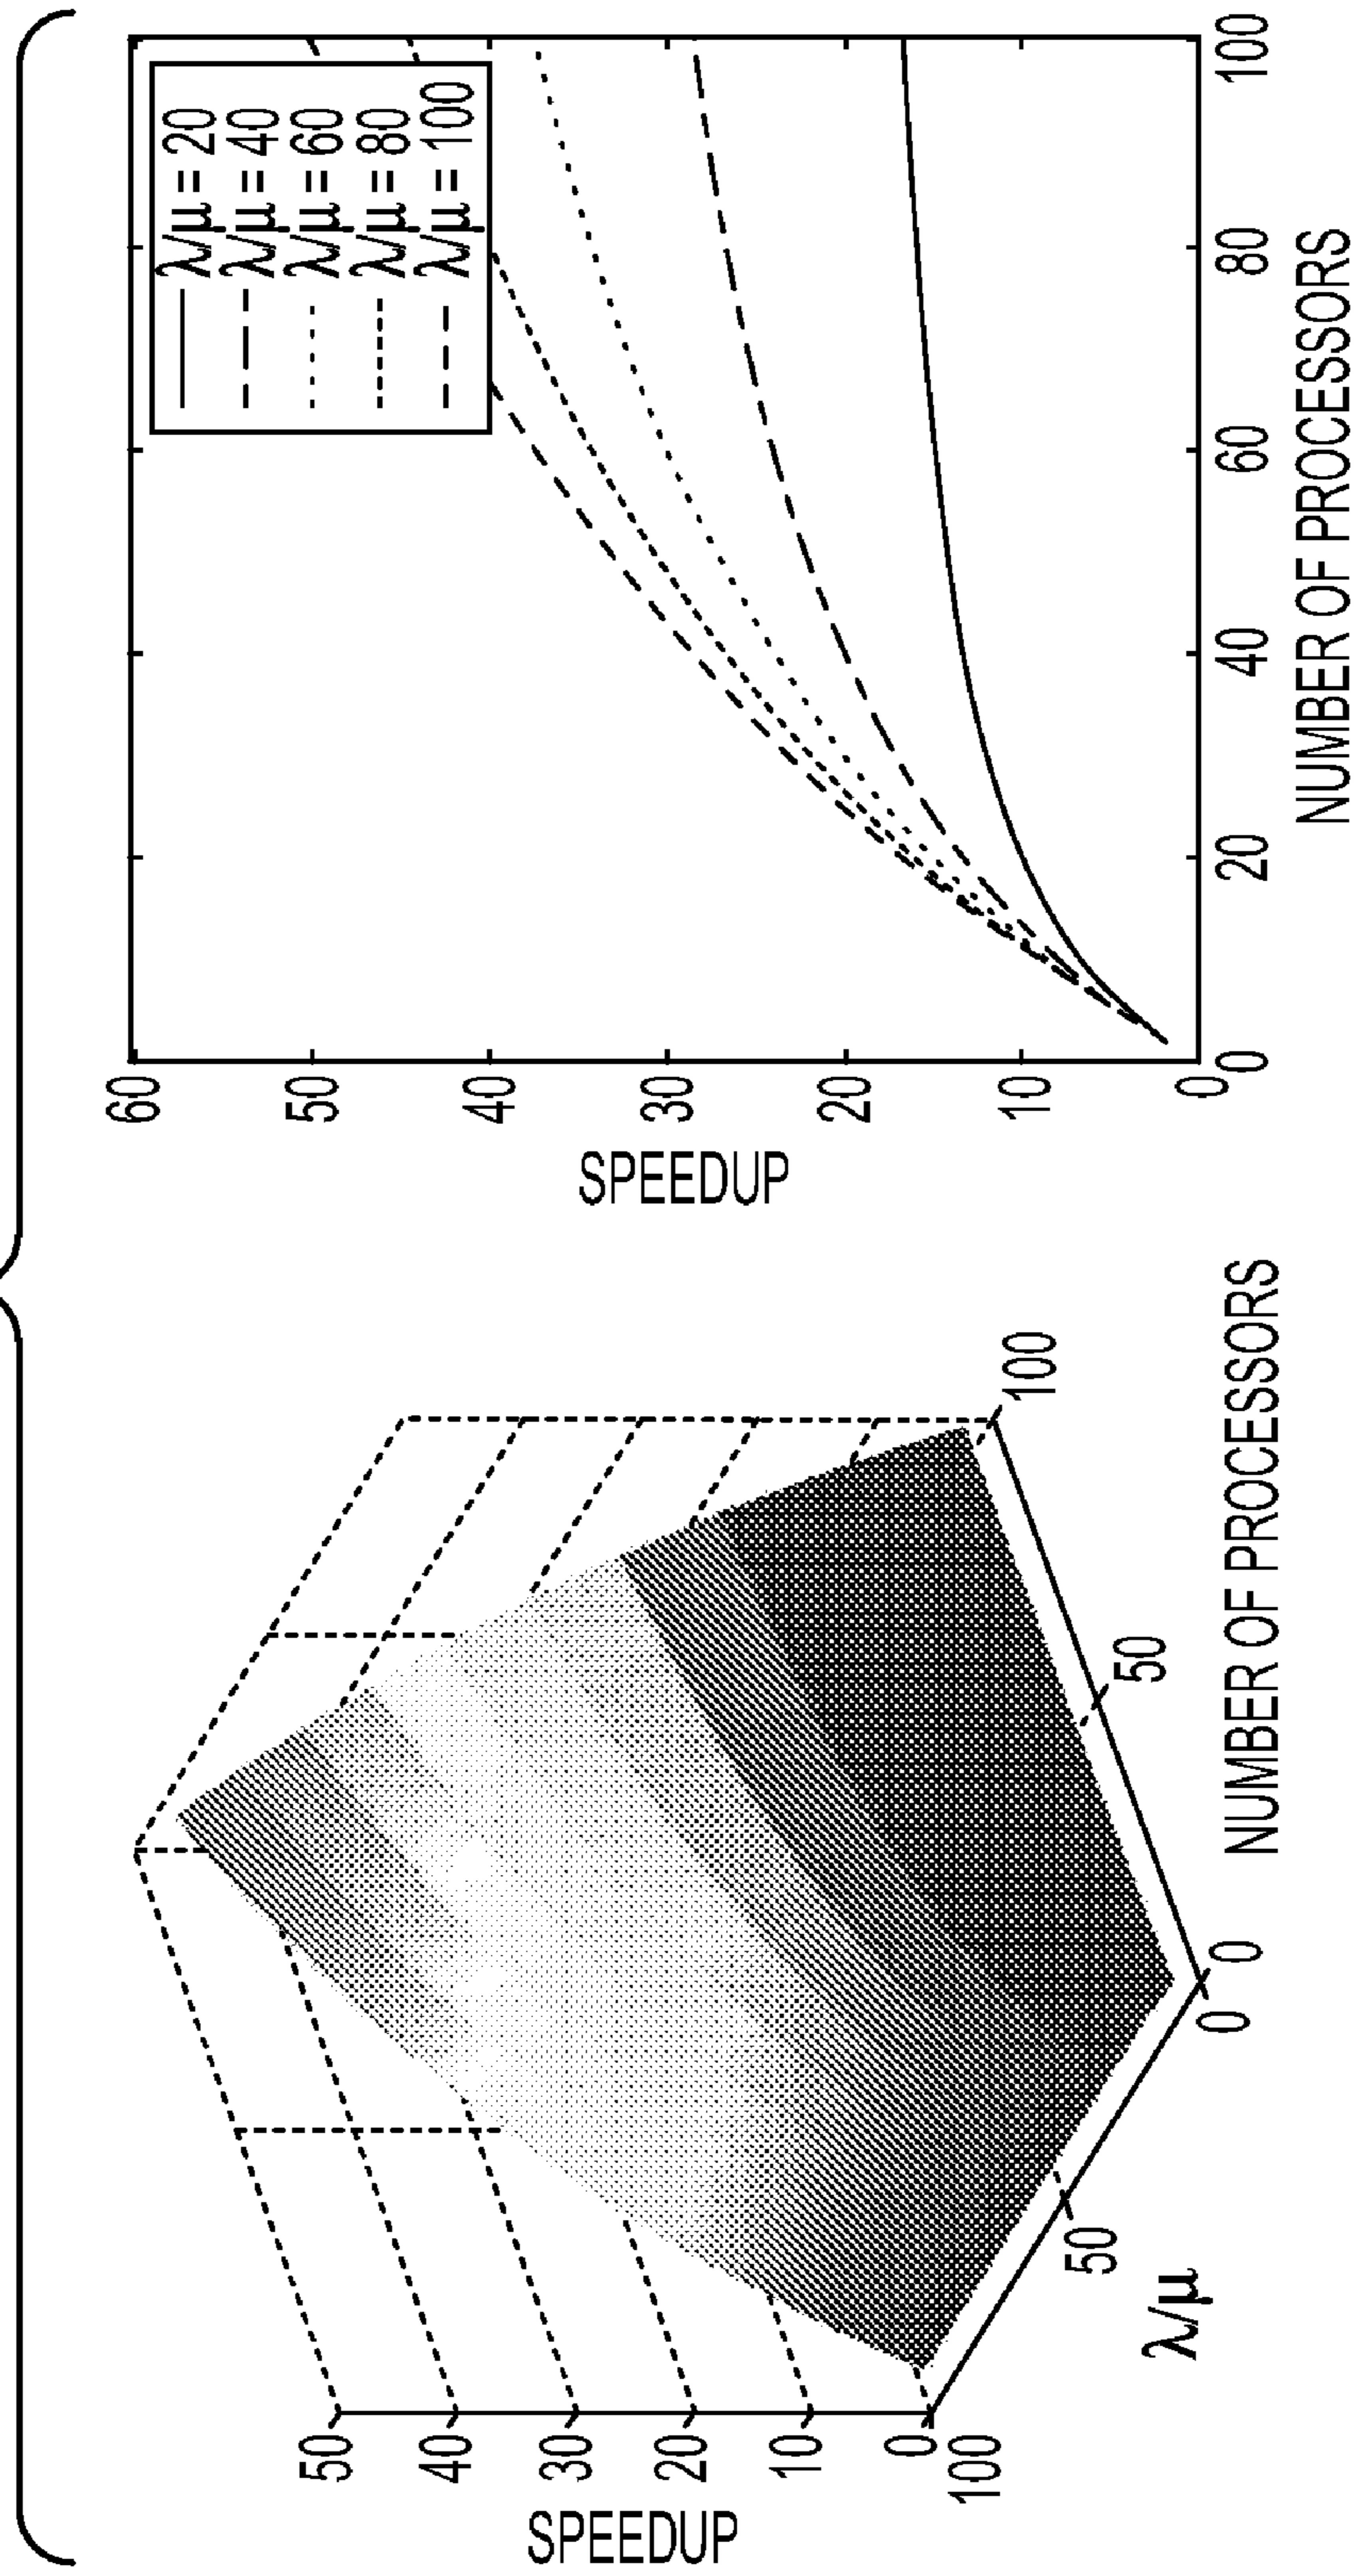 SPEEDUP
50
40
30
20
10
0
100
50
0
λ/μ
0
50
100
NUMBER OF PROCESSORS
SPEEDUP
60
50
40
30
20
10
0
λ/μ = 20
λ/μ = 40
λ/μ = 60
λ/μ = 80
λ/μ = 100
0
20
40
60
80
100
NUMBER OF PROCESSORS